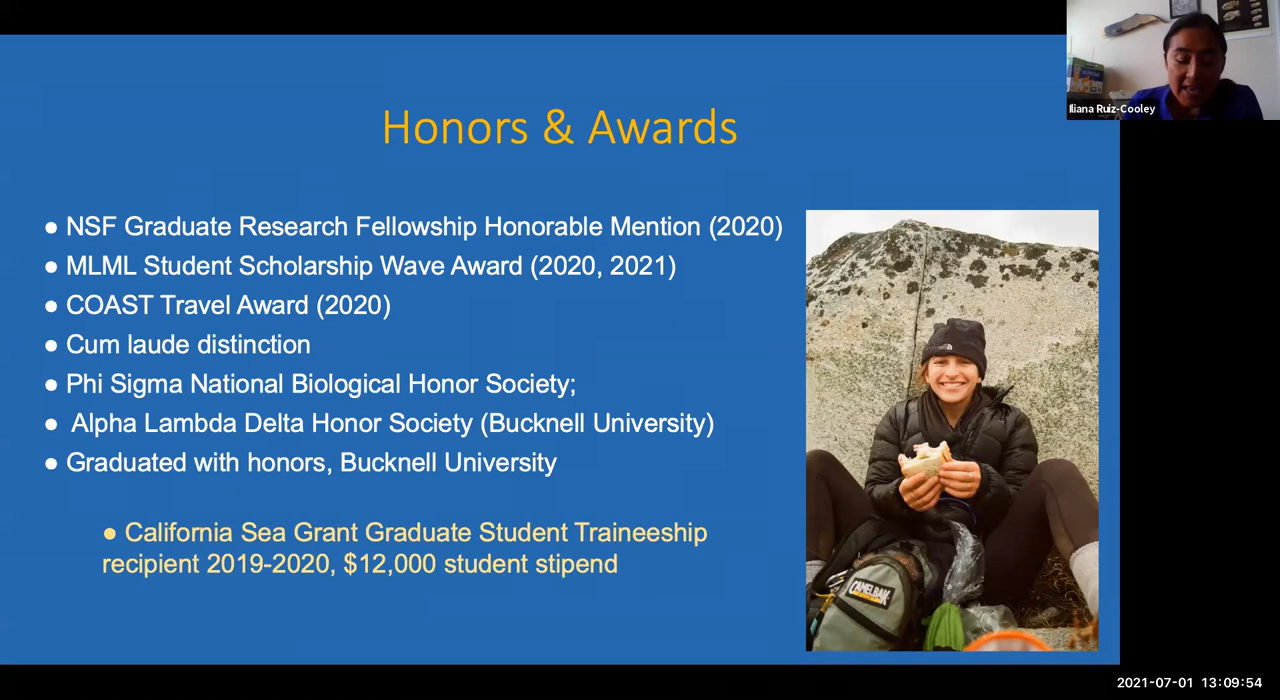 Iliana Ruiz-Cooley
Honors & Awards
● NSF Graduate Research Fellowship Honorable Mention (2020)
● MLML Student Scholarship Wave Award (2020, 2021)
● COAST Travel Award (2020)
● Cum laude distinction
● Phi Sigma National Biological Honor Society;
● Alpha Lambda Delta Honor Society (Bucknell University)
● Graduated with honors, Bucknell University
● California Sea Grant Graduate Student Traineeship
recipient 2019-2020, $12,000 student stipend
CAMELBAK
2021-07-01 13:09:54